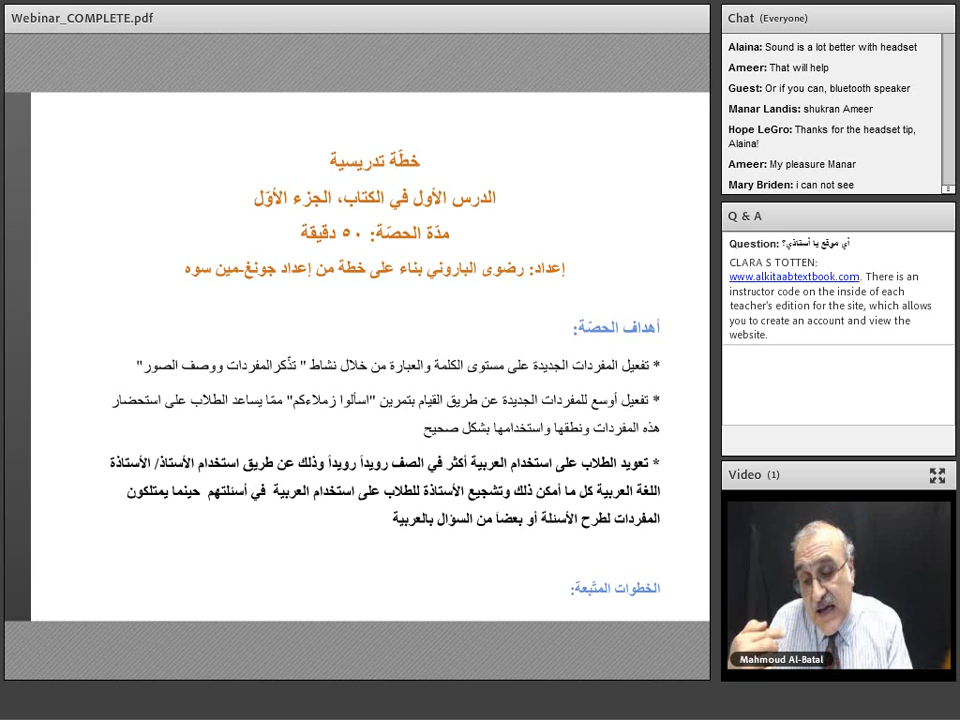 Webinar_COMPLETE.pdf
خطّة تدريسية
الدرس الأول في الكتاب، الجزء الأوّل
مدّة الحصّة: ٥٠ دقيقة
إعداد: رضوى الباروني بناء على خطة من إعداد جونغ-مين سوه
أهداف الحصّة:
* تفعيل المفردات الجديدة على مستوى الكلمة والعبارة من خلال نشاط " تذّكرالمفردات ووصف الصور"
* تفعيل أوسع للمفردات الجديدة عن طريق القيام بتمرين "اسألوا زملاءكم" ممّا يساعد الطلاب على استحضار
هذه المفردات ونطقها واستخدامها بشكل صحيح
* تعويد الطلاب على استخدام العربية أكثر في الصف رويداً رويداً وذلك عن طريق استخدام الأستاذ/ الأستاذة
اللغة العربية كل ما أمكن ذلك وتشجيع الأستاذة للطلاب على استخدام العربية في أسئلتهم حينما يمتلكون
المفردات لطرح الأسئلة أو بعضاً من السؤال بالعربية
الخطوات المتّبعة:
Chat (Everyone)
Alaina: Sound is a lot better with headset
Ameer: That will help
Guest: Or if you can, bluetooth speaker
Manar Landis: shukran Ameer
Hope LeGro: Thanks for the headset tip,
Alaina!
Ameer: My pleasure Manar
Mary Briden: i can not see
Q & A
Question: أي موقع يا أستاذي؟
CLARA S TOTTEN:
www.alkitaabtextbook.com. There is an
instructor code on the inside of each
teacher's edition for the site, which allows
you to create an account and view the
website.
Video (1)
Mahmoud Al-Batal